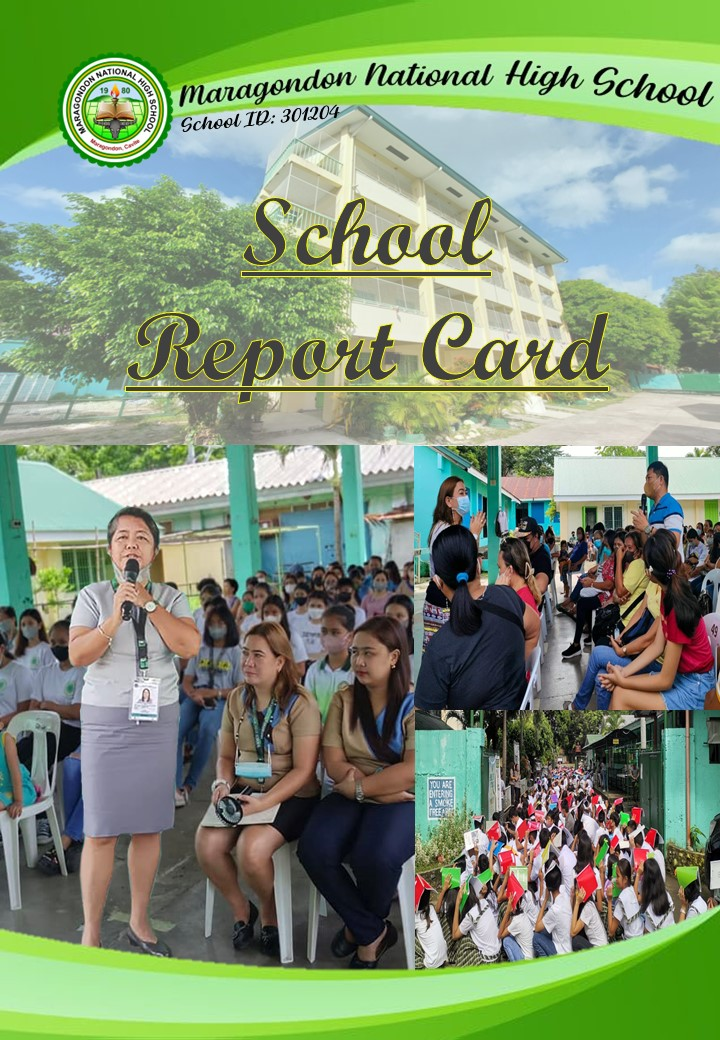 Maragondon National High School
School ID: 301204
MARAGONDON NATIONAL HIGH SCHOOL
1980
Maragondon, Cavite
School
Report Card
YOU ARE
ENTERING
A SMOKE
FREE